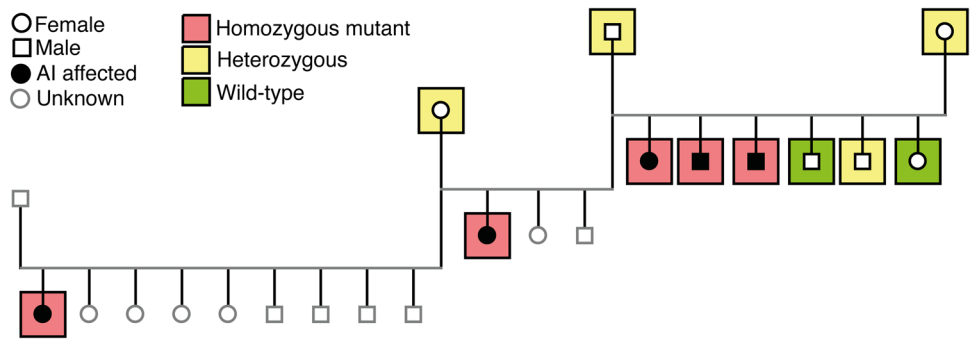 Female
Male
AI affected
Unknown
Homozygous mutant
Heterozygous
Wild-type